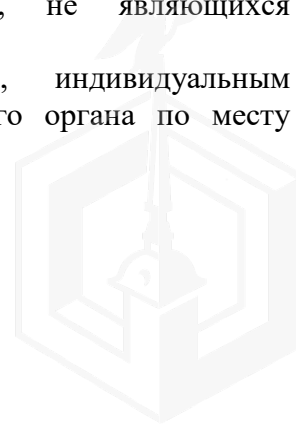 , не являющихся
, индивидуальным
го органа по месту